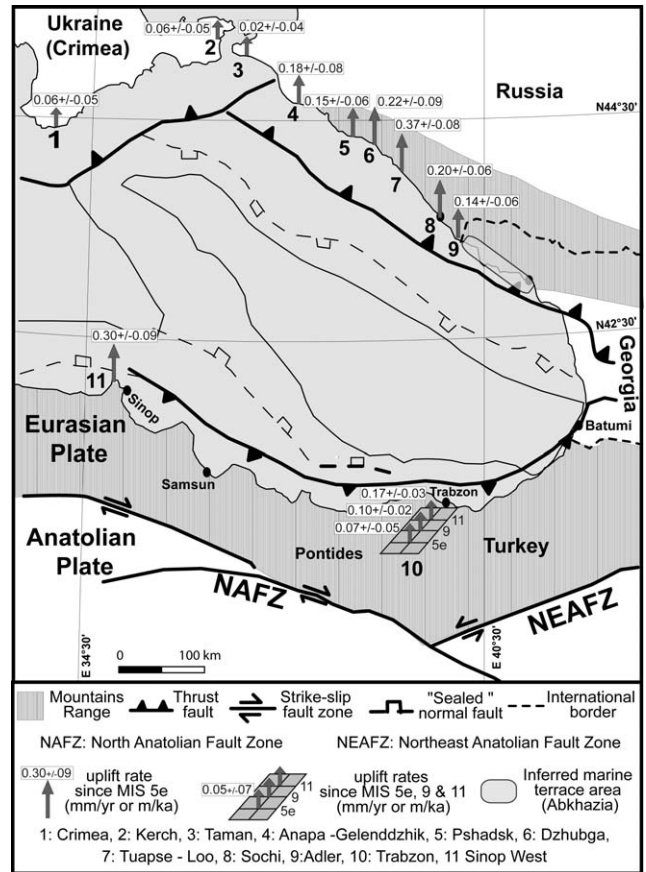 Ukraine
(Crimea)
0.06+/-0.05
2
0.02+/-0.04
3
0.18+/-0.08
4
0.06+/-0.05
1
0.15+/-0.06
5
0.22+/-0.09
6
0.37+/-0.08
7
Russia
N44°30'
0.20+/-0.06
8
0.14+/-0.06
9
N42°30'
Georgia
0.30+/-0.09
11
Sinop
Batumi
Eurasian
Plate
Samsun
Trabzon
0.17+/-0.03
0.10+/-0.02
0.07+/-0.05
11
9
5e
10
Anatolian
Plate
Pontides
Turkey
NAFZ
NEAFZ
E 34°30'
E 40°30'
0 100 km
Mountains
Range
Thrust
fault
Strike-slip
fault zone
"Sealed "
normal fault
International
border
NAFZ: North Anatolian Fault Zone
NEAFZ: Northeast Anatolian Fault Zone
0.30+/-09
uplift rate
since MIS 5e
(mm/yr or m/ka)
0.05+/-07
11
9
5e
uplift rates
since MIS 5e, 9 & 11
(mm/yr or m/ka)
Inferred marine
terrace area
(Abkhazia)
1: Crimea, 2: Kerch, 3: Taman, 4: Anapa -Gelenddzhik, 5: Pshadsk, 6: Dzhubga,
7: Tuapse - Loo, 8: Sochi, 9:Adler, 10: Trabzon, 11 Sinop West